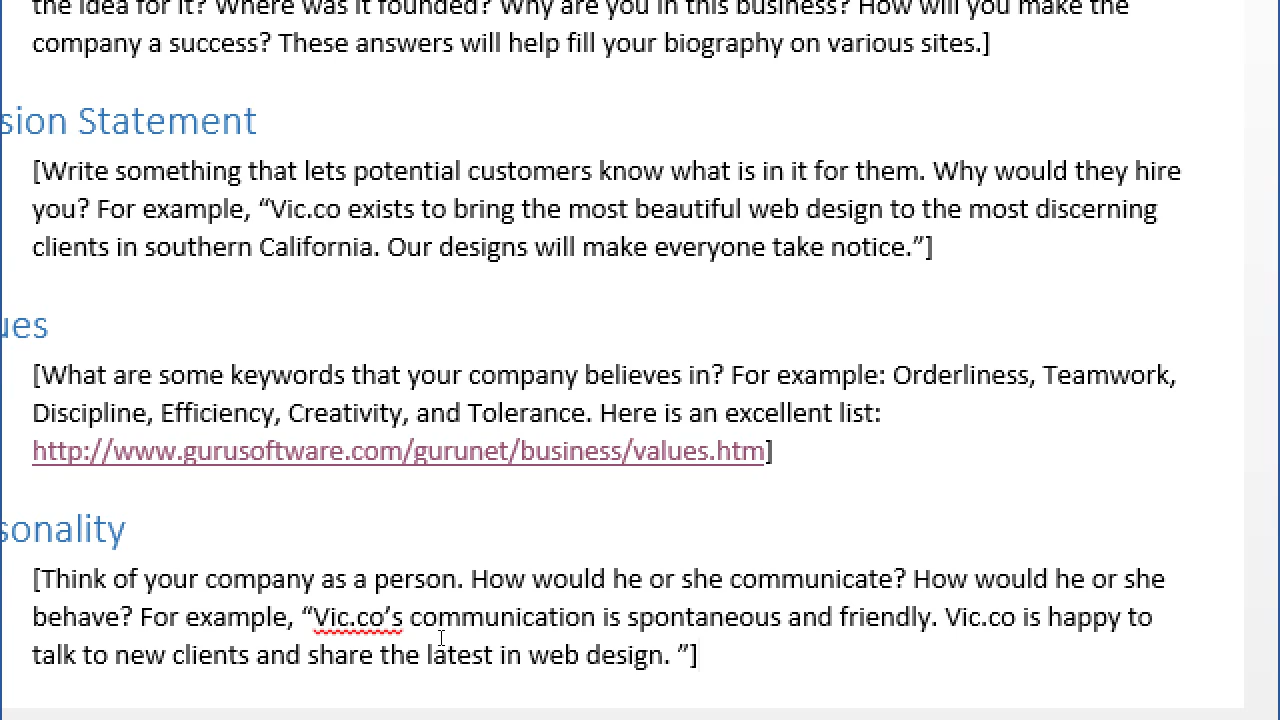 the idea for it? Where was it founded? Why are you in this business? How will you make the
company a success? These answers will help fill your biography on various sites.]
sion Statement
[Write something that lets potential customers know what is in it for them. Why would they hire
you? For example, “Vic.co exists to bring the most beautiful web design to the most discerning
clients in southern California. Our designs will make everyone take notice.”]
ues
[What are some keywords that your company believes in? For example: Orderliness, Teamwork,
Discipline, Efficiency, Creativity, and Tolerance. Here is an excellent list:
http://www.gurusoftware.com/gurunet/business/values.htm]
sonality
[Think of your company as a person. How would he or she communicate? How would he or she
behave? For example, “Vic.co’s communication is spontaneous and friendly. Vic.co is happy to
talk to new clients and share the latest in web design. ”]